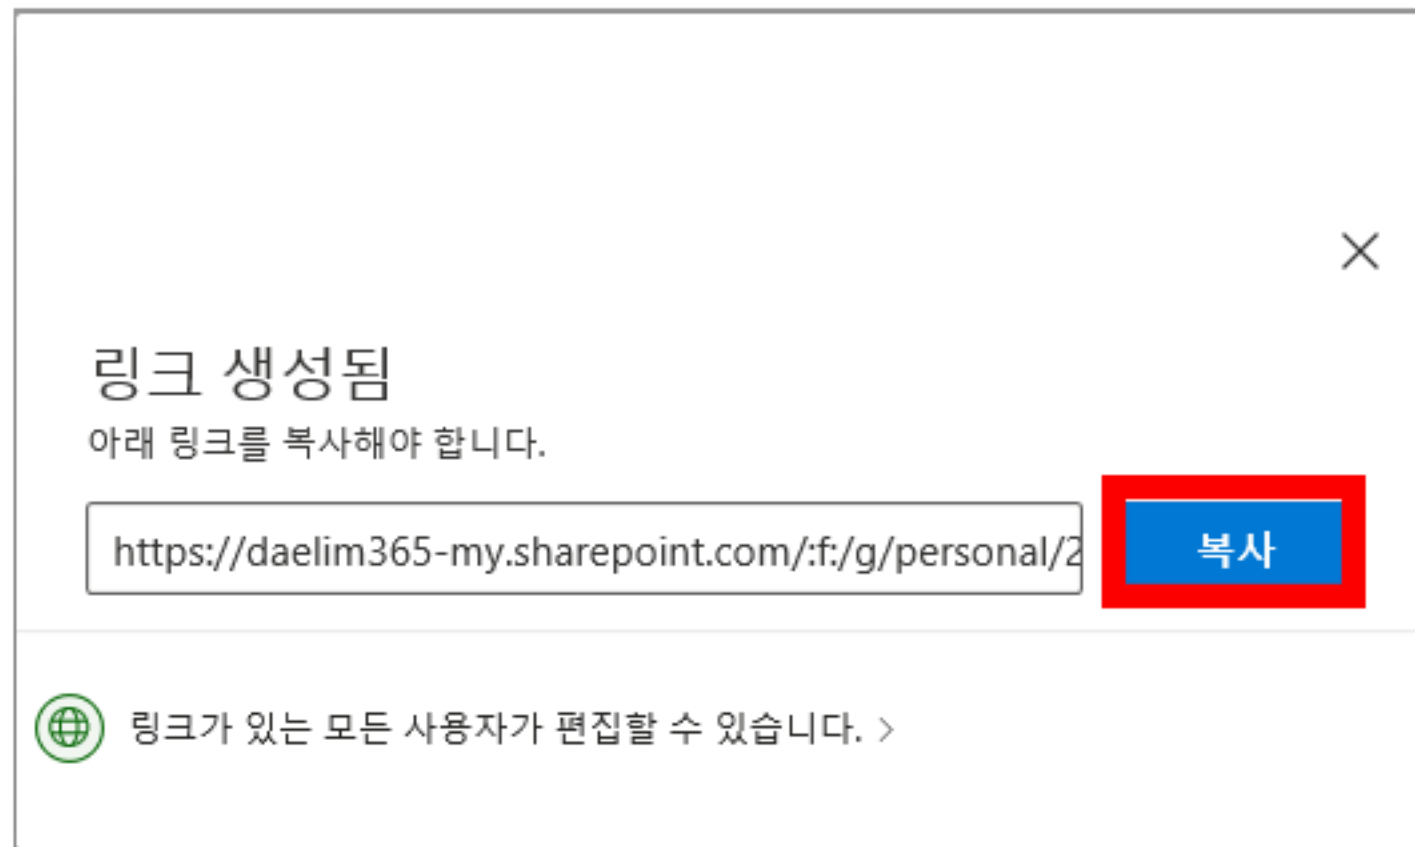 링크 생성됨
아래 링크를 복사해야 합니다.
https://daelim365-my.sharepoint.com/:f:/g/personal/2
복사
링크가 있는 모든 사용자가 편집할 수 있습니다. >